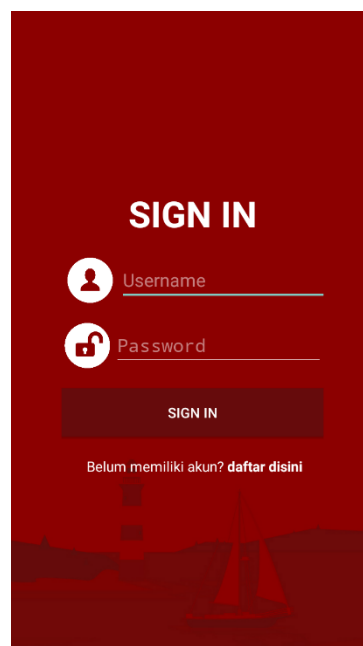 SIGN IN
Username
Password
SIGN IN
Belum memiliki akun? daftar disini